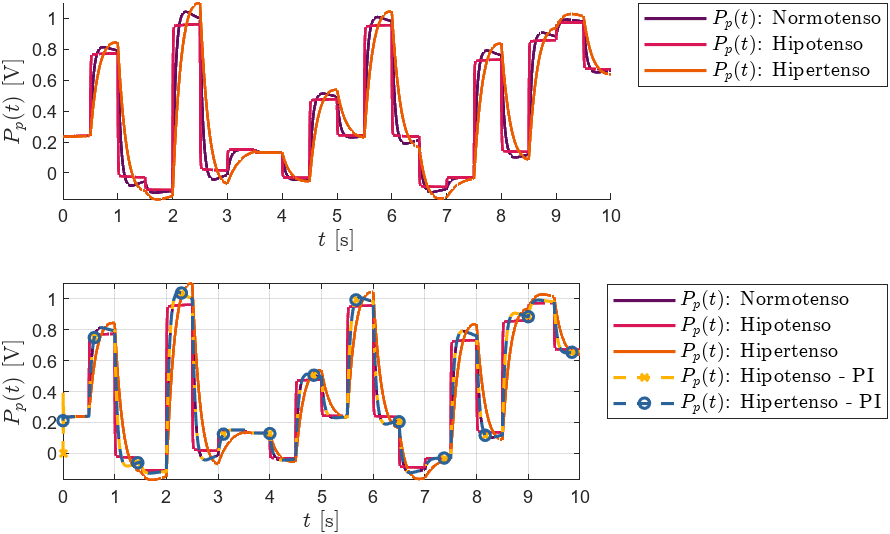 1
0.8
0.6
0.4
0.2
0
P_p(t) [V]
0 1 2 3 4 5 6 7 8 9 10
t [s]
P_p(t): Normotenso
P_p(t): Hipotenso
P_p(t): Hipertenso
1
0.8
0.6
0.4
0.2
0
P_p(t) [V]
0 1 2 3 4 5 6 7 8 9 10
t [s]
P_p(t): Normotenso
P_p(t): Hipotenso
P_p(t): Hipertenso
P_p(t): Hipotenso - PI
P_p(t): Hipertenso - PI